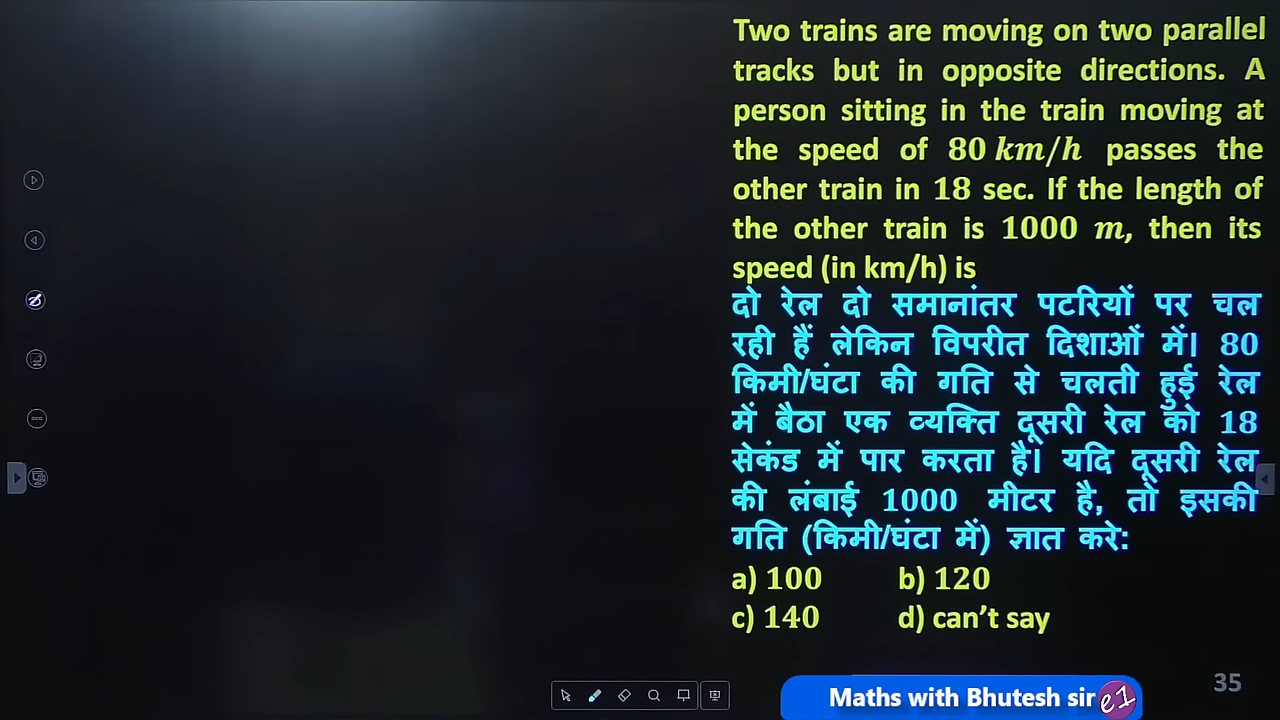 Two trains are moving on two parallel
tracks but in opposite directions. A
person sitting in the train moving at
the speed of 80 km/h passes the
other train in 18 sec. If the length of
the other train is 1000 m, then its
speed (in km/h) is
दो रेल दो समानांतर पटरियों पर चल
रही हैं लेकिन विपरीत दिशाओं में। 80
किमी/घंटा की गति से चलती हुई रेल
में बैठा एक व्यक्ति दूसरी रेल को 18
सेकंड में पार करता है। यदि दूसरी रेल
की लंबाई 1000 मीटर है, तो इसकी
गति (किमी/घंटा में) ज्ञात करे:
a) 100 b) 120
c) 140 d) can't say
35
Maths with Bhutesh sir e1